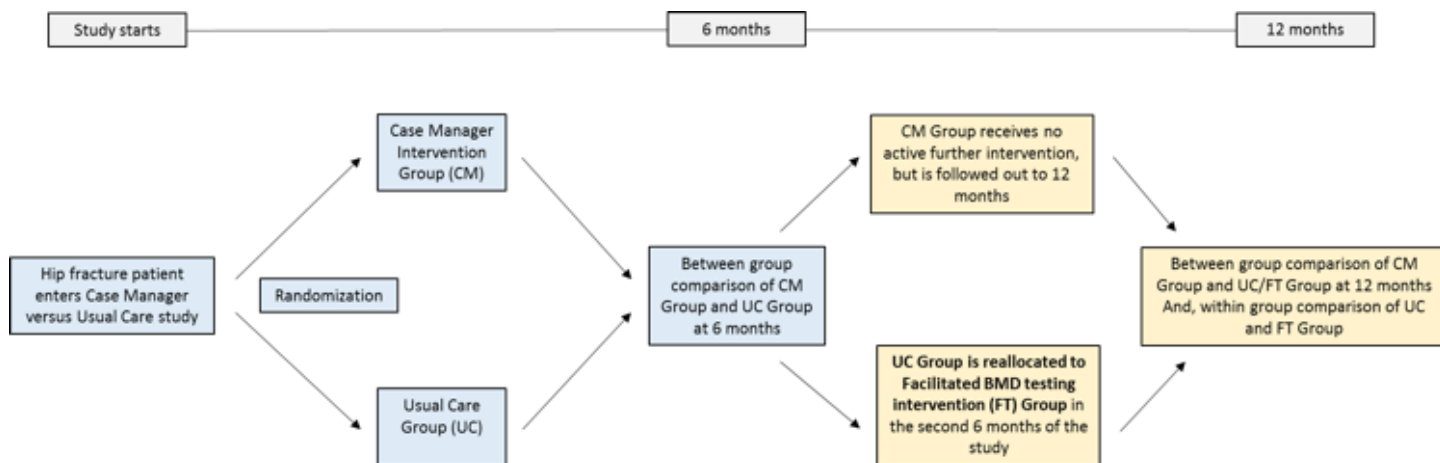 Study starts
6 months
12 months
Case Manager
Intervention
Group (CM)
CM Group receives no
active further intervention,
but is followed out to 12
months
Hip fracture patient
enters Case Manager
versus Usual Care study
Randomization
Between group
comparison of CM
Group and UC Group
at 6 months
Between group comparison of CM
Group and UC/FT Group at 12 months
And, within group comparison of UC
and FT Group
Usual Care
Group (UC)
UC Group is reallocated to
Facilitated BMD testing
intervention (FT) Group in
the second 6 months of the
study